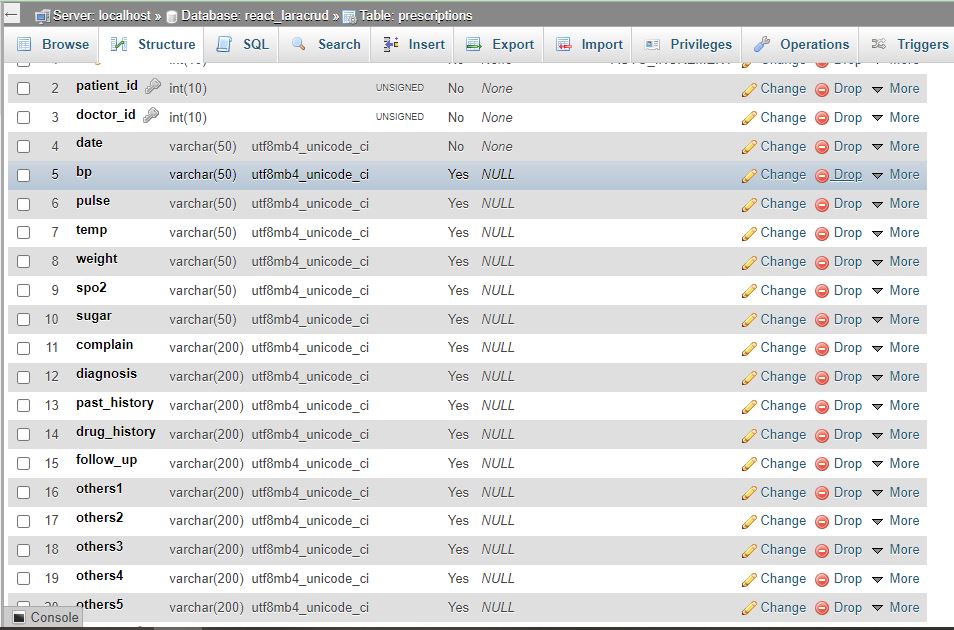 Server: localhost » Database: react_laracrud » Table: prescriptions
Browse Structure SQL Search Insert Export Import Privileges Operations Triggers
2 patient_id int(10) UNSIGNED No None Change Drop More
3 doctor_id int(10) UNSIGNED No None Change Drop More
4 date varchar(50) utf8mb4_unicode_ci No None Change Drop More
5 bp varchar(50) utf8mb4_unicode_ci Yes NULL Change Drop More
6 pulse varchar(50) utf8mb4_unicode_ci Yes NULL Change Drop More
7 temp varchar(50) utf8mb4_unicode_ci Yes NULL Change Drop More
8 weight varchar(50) utf8mb4_unicode_ci Yes NULL Change Drop More
9 spo2 varchar(50) utf8mb4_unicode_ci Yes NULL Change Drop More
10 sugar varchar(50) utf8mb4_unicode_ci Yes NULL Change Drop More
11 complain varchar(200) utf8mb4_unicode_ci Yes NULL Change Drop More
12 diagnosis varchar(200) utf8mb4_unicode_ci Yes NULL Change Drop More
13 past_history varchar(200) utf8mb4_unicode_ci Yes NULL Change Drop More
14 drug_history varchar(200) utf8mb4_unicode_ci Yes NULL Change Drop More
15 follow_up varchar(200) utf8mb4_unicode_ci Yes NULL Change Drop More
16 others1 varchar(200) utf8mb4_unicode_ci Yes NULL Change Drop More
17 others2 varchar(200) utf8mb4_unicode_ci Yes NULL Change Drop More
18 others3 varchar(200) utf8mb4_unicode_ci Yes NULL Change Drop More
19 others4 varchar(200) utf8mb4_unicode_ci Yes NULL Change Drop More
20 others5 varchar(200) utf8mb4_unicode_ci Yes NULL Change Drop More
Console